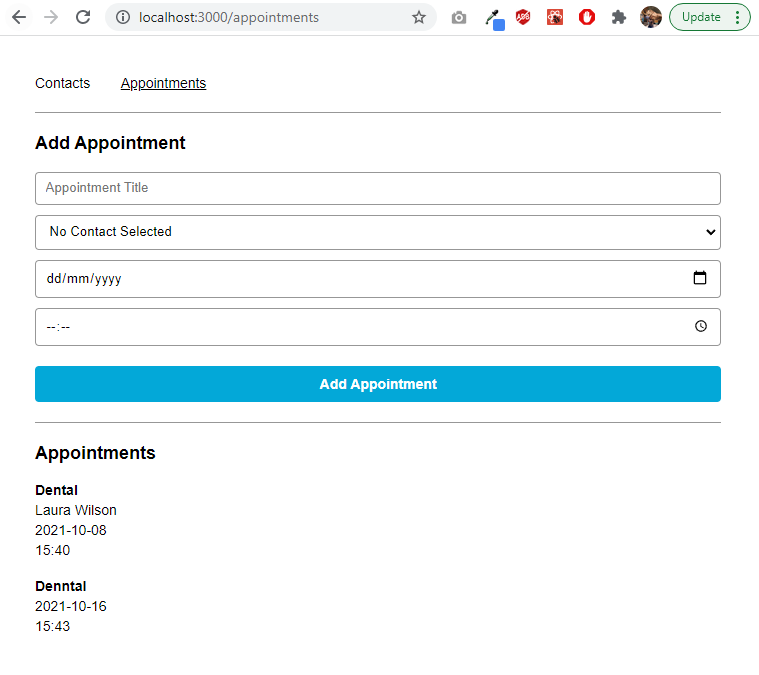 localhost:3000/appointments
ABP
Update
Contacts Appointments
Add Appointment
Appointment Title
No Contact Selected
dd/mm/yyyy
--:--
Add Appointment
Appointments
Dental
Laura Wilson
2021-10-08
15:40
Denntal
2021-10-16
15:43